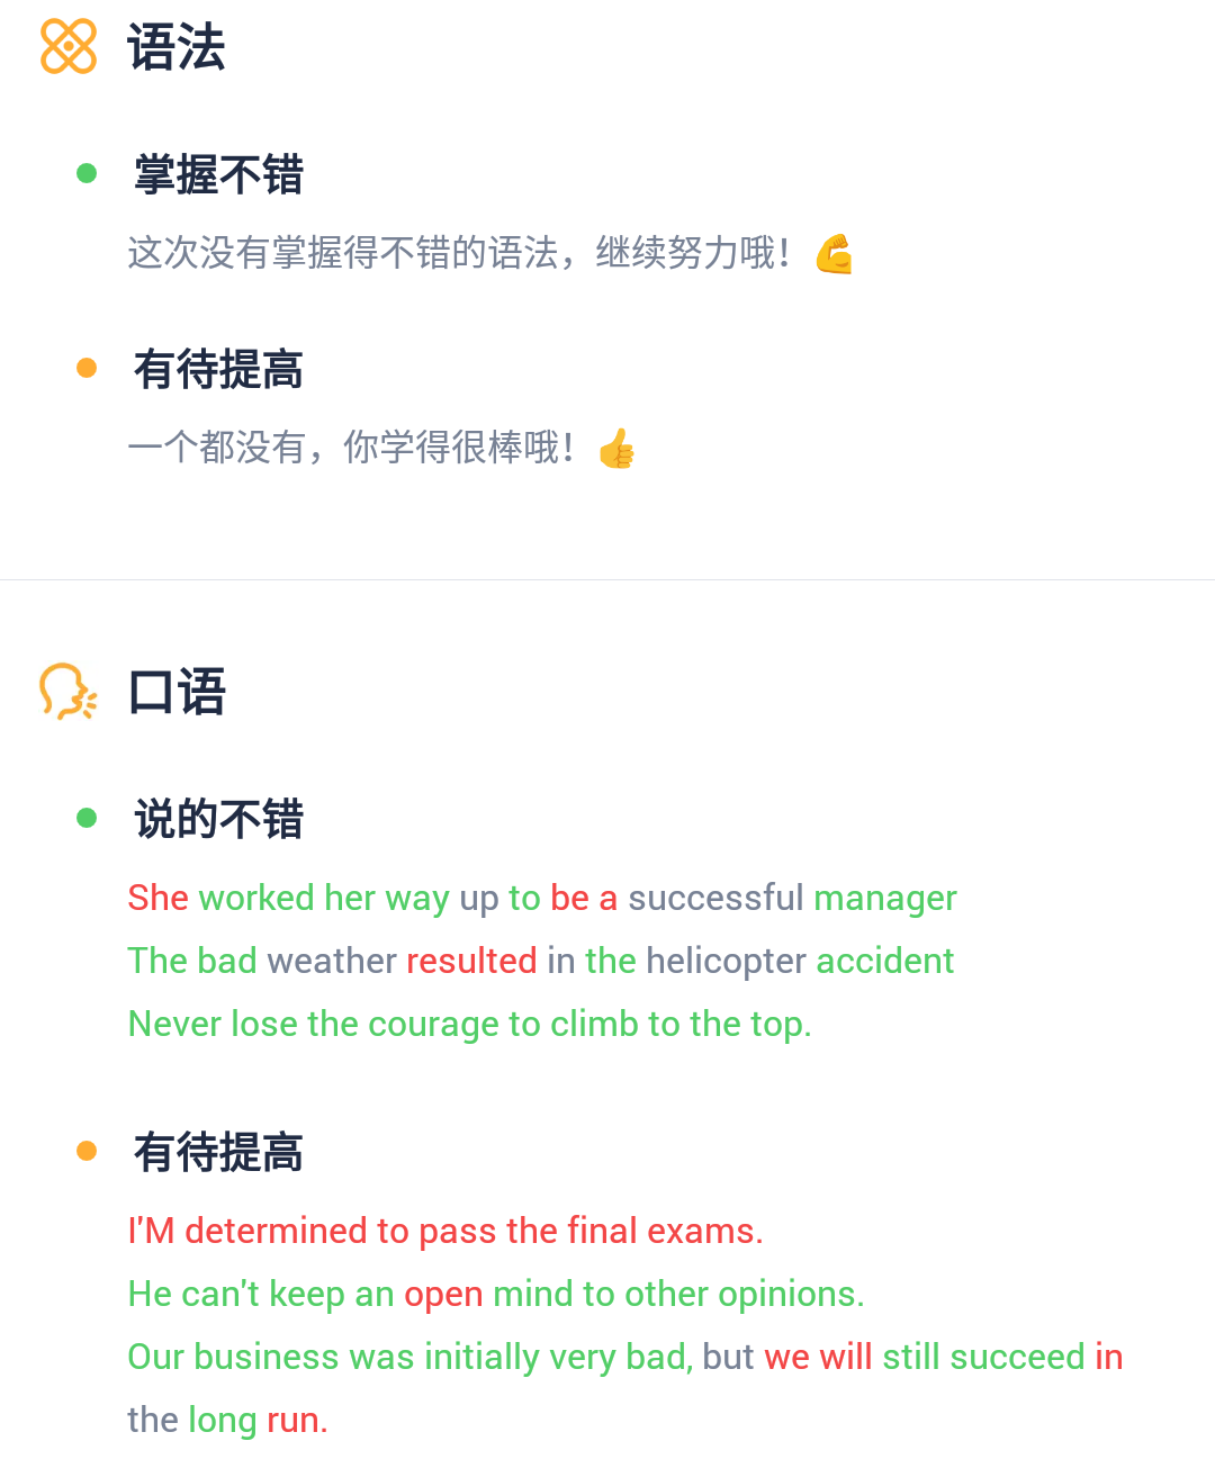 语法
掌握不错
这次没有掌握得不错的语法，继续努力哦！💪
有待提高
一个都没有，你学得很棒哦！👍
口语
说的不错
She worked her way up to be a successful manager
The bad weather resulted in the helicopter accident
Never lose the courage to climb to the top.
有待提高
I'M determined to pass the final exams.
He can't keep an open mind to other opinions.
Our business was initially very bad, but we will still succeed in
the long run.